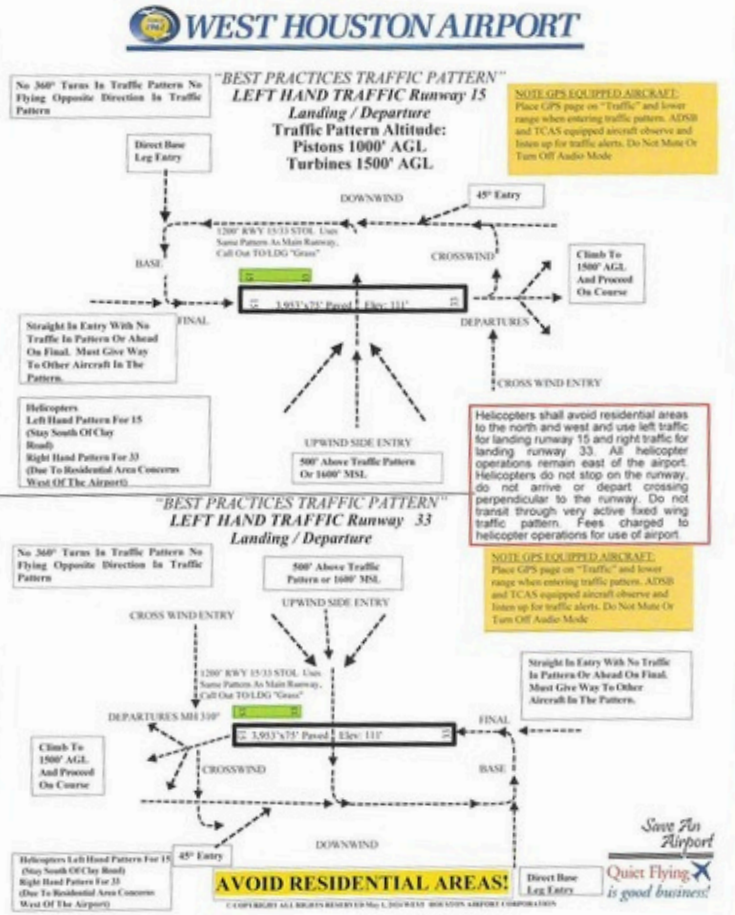 WEST HOUSTON AIRPORT
No 360° Turns In Traffic Pattern No
Flying Opposite Direction In Traffic
Pattern
"BEST PRACTICES TRAFFIC PATTERN"
LEFT HAND TRAFFIC Runway 15
Landing / Departure
Traffic Pattern Altitude:
Pistons 1000' AGL
Turbines 1500' AGL
NOTE GPS EQUIPPED AIRCRAFT:
Place GPS page on "Traffic" and lower
range when entering traffic pattern. ADSB
and TCAS equipped aircraft observe and
listen up for traffic alerts. Do Not Mute Or
Turn Off Audio Mode
Direct Base
Leg Entry
DOWNWIND
45° Entry
1200' RWY 15/33 STOL Uses
Same Pattern As Main Runway,
Call Out TO/LDG "Grass"
BASE
CROSSWIND
Climb To
1500' AGL
And Proceed
On Course
15
33
15
3,953'x75' Paved
Elev: 111'
33
FINAL
DEPARTURES
Straight In Entry With No
Traffic In Pattern Or Ahead
On Final. Must Give Way
To Other Aircraft In The
Pattern.
CROSS WIND ENTRY
Helicopters
Left Hand Pattern For 15
(Stay South Of Clay
Road)
Right Hand Pattern For 33
(Due To Residential Area Concerns
West Of The Airport)
UPWIND SIDE ENTRY
500' Above Traffic Pattern
Or 1600' MSL
Helicopters shall avoid residential areas
to the north and west and use left traffic
for landing runway 15 and right traffic for
landing runway 33. All helicopter
operations remain east of the airport.
Helicopters do not stop on the runway,
do not arrive or depart crossing
perpendicular to the runway. Do not
transit through very active fixed wing
traffic pattern. Fees charged to
helicopter operations for use of airport.
"BEST PRACTICES TRAFFIC PATTERN"
LEFT HAND TRAFFIC Runway 33
Landing / Departure
No 360° Turns In Traffic Pattern No
Flying Opposite Direction In Traffic
Pattern
500' Above Traffic
Pattern or 1600' MSL
NOTE GPS EQUIPPED AIRCRAFT:
Place GPS page on "Traffic" and lower
range when entering traffic pattern. ADSB
and TCAS equipped aircraft observe and
listen up for traffic alerts. Do Not Mute Or
Turn Off Audio Mode
CROSS WIND ENTRY
UPWIND SIDE ENTRY
1200' RWY 15/33 STOL Uses
Same Pattern As Main Runway,
Call Out TO/LDG "Grass"
Straight In Entry With No Traffic
In Pattern Or Ahead On Final.
Must Give Way To Other
Aircraft In The Pattern.
DEPARTURES MH 310°
15
33
FINAL
15
3,953'x75' Paved
Elev: 111'
33
Climb To
1500' AGL
And Proceed
On Course
CROSSWIND
BASE
DOWNWIND
Save An
Airport
Helicopters Left Hand Pattern For 15
(Stay South Of Clay Road)
Right Hand Pattern For 33
(Due To Residential Area Concerns
West Of The Airport)
45° Entry
AVOID RESIDENTIAL AREAS!
Direct Base
Leg Entry
Quiet Flying
is good business!
© COPYRIGHT ALL RIGHTS RESERVED May 1, WEST HOUSTON AIRPORT CORPORATION